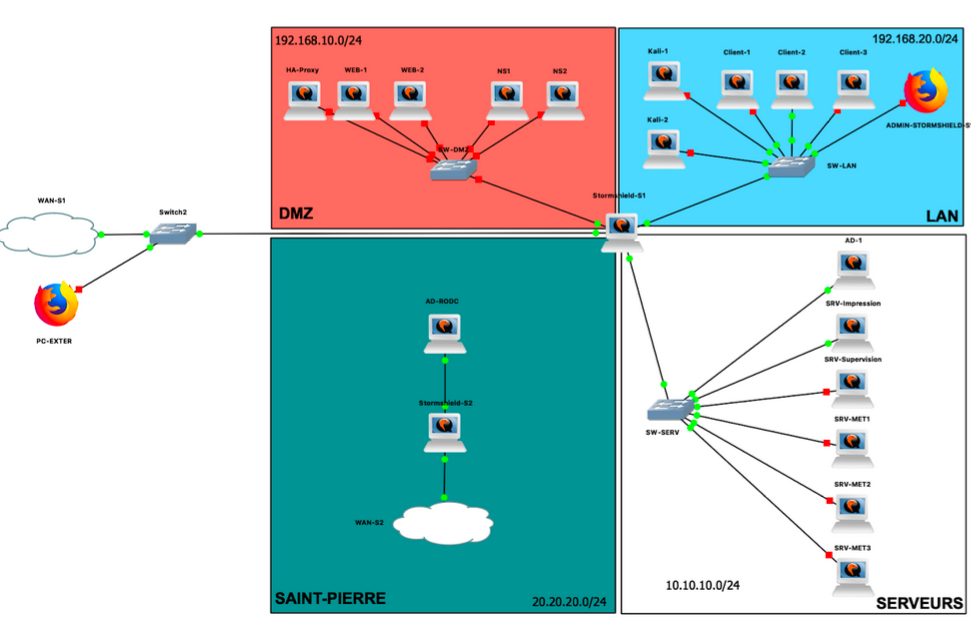 192.168.10.0/24
192.168.20.0/24
HA-Proxy
WEB-1
WEB-2
NS1
NS2
Kali-1
Client-1
Client-2
Client-3
Kali-2
ADMIN-STORMSHIELD-S
SW-DMZ
SW-LAN
DMZ
LAN
WAN-S1
Switch2
Stormshield-S1
PC-EXTER
AD-1
SRV-Impression
AD-RODC
SRV-Supervision
Stormshield-S2
SW-SERV
SRV-MET1
SRV-MET2
WAN-S2
SRV-MET3
10.10.10.0/24
SAINT-PIERRE
20.20.20.0/24
SERVEURS